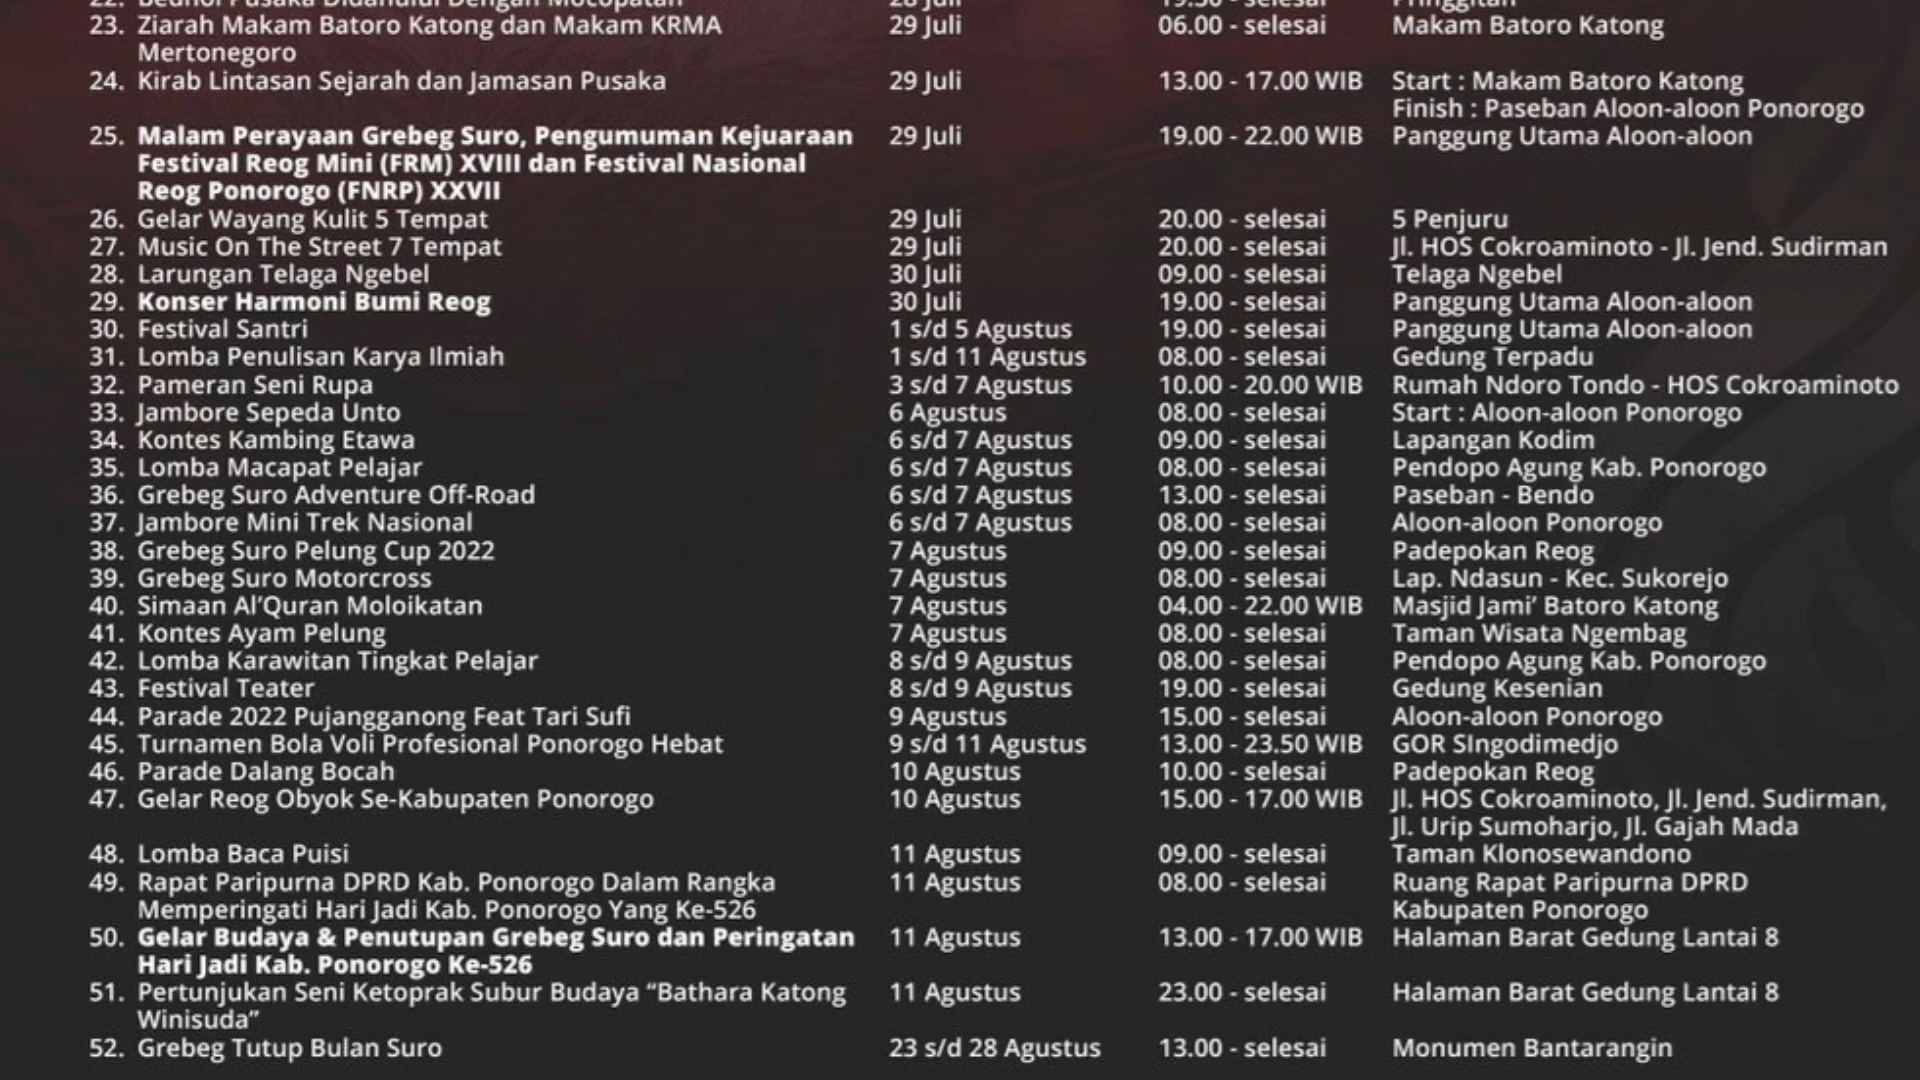 22. Bedhol Pusaka Didahului Dengan Mocopatan 28 Juli 19.30 - selesai Pringgitan
23. Ziarah Makam Batoro Katong dan Makam KRMA 29 Juli 06.00 - selesai Makam Batoro Katong
Mertonegoro
24. Kirab Lintasan Sejarah dan Jamasan Pusaka 29 Juli 13.00 - 17.00 WIB Start : Makam Batoro Katong
Finish : Paseban Aloon-aloon Ponorogo
25. Malam Perayaan Grebeg Suro, Pengumuman Kejuaraan 29 Juli 19.00 - 22.00 WIB Panggung Utama Aloon-aloon
Festival Reog Mini (FRM) XVIII dan Festival Nasional
Reog Ponorogo (FNRP) XXVII
26. Gelar Wayang Kulit 5 Tempat 29 Juli 20.00 - selesai 5 Penjuru
27. Music On The Street 7 Tempat 29 Juli 20.00 - selesai Jl. HOS Cokroaminoto - Jl. Jend. Sudirman
28. Larungan Telaga Ngebel 30 Juli 09.00 - selesai Telaga Ngebel
29. Konser Harmoni Bumi Reog 30 Juli 19.00 - selesai Panggung Utama Aloon-aloon
30. Festival Santri 1 s/d 5 Agustus 19.00 - selesai Panggung Utama Aloon-aloon
31. Lomba Penulisan Karya Ilmiah 1 s/d 11 Agustus 08.00 - selesai Gedung Terpadu
32. Pameran Seni Rupa 3 s/d 7 Agustus 10.00 - 20.00 WIB Rumah Ndoro Tondo - HOS Cokroaminoto
33. Jambore Sepeda Unto 6 Agustus 08.00 - selesai Start : Aloon-aloon Ponorogo
34. Kontes Kambing Etawa 6 s/d 7 Agustus 09.00 - selesai Lapangan Kodim
35. Lomba Macapat Pelajar 6 s/d 7 Agustus 08.00 - selesai Pendopo Agung Kab. Ponorogo
36. Grebeg Suro Adventure Off-Road 6 s/d 7 Agustus 13.00 - selesai Paseban - Bendo
37. Jambore Mini Trek Nasional 6 s/d 7 Agustus 08.00 - selesai Aloon-aloon Ponorogo
38. Grebeg Suro Pelung Cup 2022 7 Agustus 09.00 - selesai Padepokan Reog
39. Grebeg Suro Motorcross 7 Agustus 08.00 - selesai Lap. Ndasun - Kec. Sukorejo
40. Simaan Al’Quran Moloikatan 7 Agustus 04.00 - 22.00 WIB Masjid Jami’ Batoro Katong
41. Kontes Ayam Pelung 7 Agustus 08.00 - selesai Taman Wisata Ngembag
42. Lomba Karawitan Tingkat Pelajar 8 s/d 9 Agustus 08.00 - selesai Pendopo Agung Kab. Ponorogo
43. Festival Teater 8 s/d 9 Agustus 19.00 - selesai Gedung Kesenian
44. Parade 2022 Pujangganong Feat Tari Sufi 9 Agustus 15.00 - selesai Aloon-aloon Ponorogo
45. Turnamen Bola Voli Profesional Ponorogo Hebat 9 s/d 11 Agustus 13.00 - 23.50 WIB GOR SIngodimedjo
46. Parade Dalang Bocah 10 Agustus 10.00 - selesai Padepokan Reog
47. Gelar Reog Obyok Se-Kabupaten Ponorogo 10 Agustus 15.00 - 17.00 WIB Jl. HOS Cokroaminoto, Jl. Jend. Sudirman,
Jl. Urip Sumoharjo, Jl. Gajah Mada
48. Lomba Baca Puisi 11 Agustus 09.00 - selesai Taman Klonosewandono
49. Rapat Paripurna DPRD Kab. Ponorogo Dalam Rangka 11 Agustus 08.00 - selesai Ruang Rapat Paripurna DPRD
Memperingati Hari Jadi Kab. Ponorogo Yang Ke-526 Kabupaten Ponorogo
50. Gelar Budaya & Penutupan Grebeg Suro dan Peringatan 11 Agustus 13.00 - 17.00 WIB Halaman Barat Gedung Lantai 8
Hari Jadi Kab. Ponorogo Ke-526
51. Pertunjukan Seni Ketoprak Subur Budaya “Bathara Katong 11 Agustus 23.00 - selesai Halaman Barat Gedung Lantai 8
Winisuda”
52. Grebeg Tutup Bulan Suro 23 s/d 28 Agustus 13.00 - selesai Monumen Bantarangin